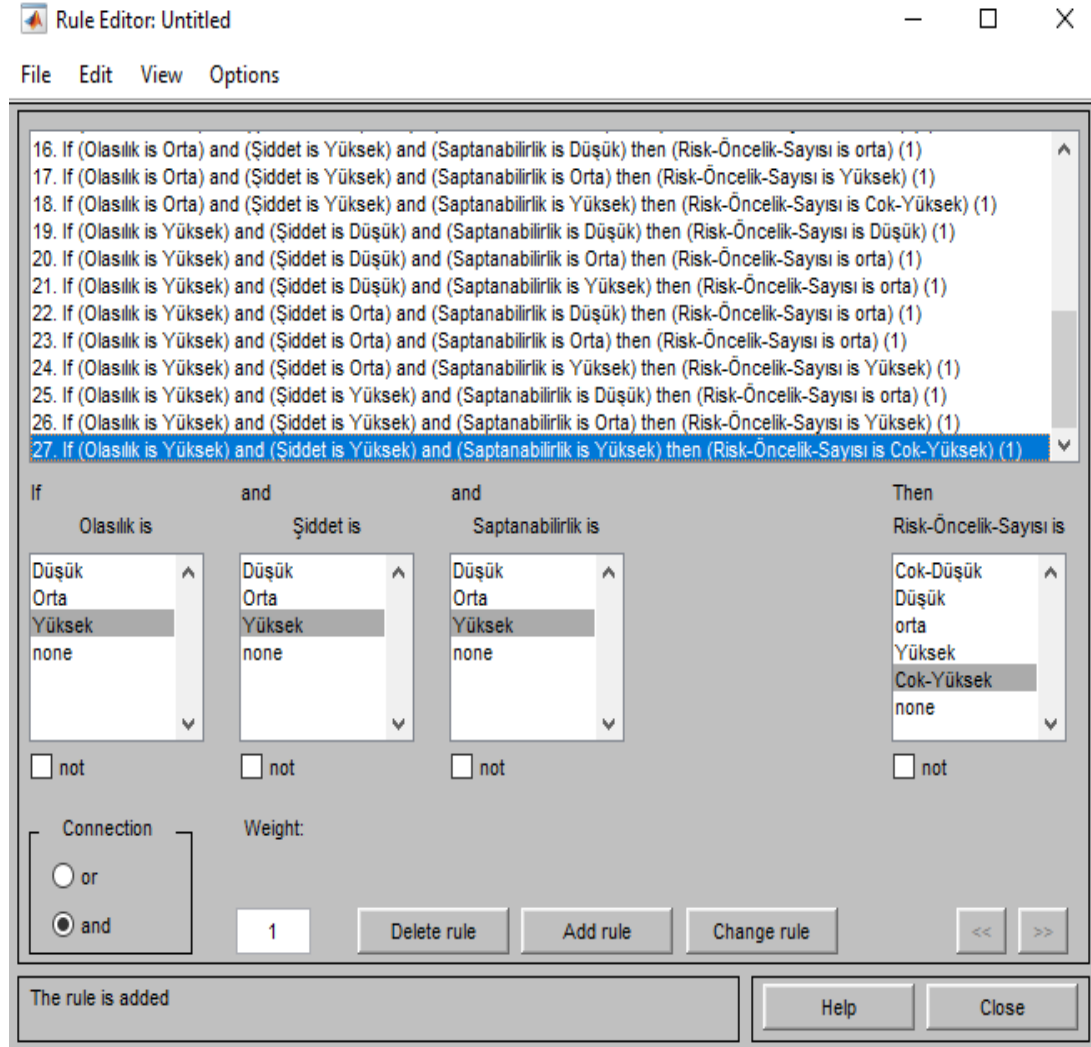 Rule Editor: Untitled
File Edit View Options
16. If (Olasılık is Orta) and (Şiddet is Yüksek) and (Saptanabilirlik is Düşük) then (Risk-Öncelik-Sayısı is orta) (1)
17. If (Olasılık is Orta) and (Şiddet is Yüksek) and (Saptanabilirlik is Orta) then (Risk-Öncelik-Sayısı is Yüksek) (1)
18. If (Olasılık is Orta) and (Şiddet is Yüksek) and (Saptanabilirlik is Yüksek) then (Risk-Öncelik-Sayısı is Cok-Yüksek) (1)
19. If (Olasılık is Yüksek) and (Şiddet is Düşük) and (Saptanabilirlik is Düşük) then (Risk-Öncelik-Sayısı is Düşük) (1)
20. If (Olasılık is Yüksek) and (Şiddet is Düşük) and (Saptanabilirlik is Orta) then (Risk-Öncelik-Sayısı is orta) (1)
21. If (Olasılık is Yüksek) and (Şiddet is Düşük) and (Saptanabilirlik is Yüksek) then (Risk-Öncelik-Sayısı is orta) (1)
22. If (Olasılık is Yüksek) and (Şiddet is Orta) and (Saptanabilirlik is Düşük) then (Risk-Öncelik-Sayısı is orta) (1)
23. If (Olasılık is Yüksek) and (Şiddet is Orta) and (Saptanabilirlik is Orta) then (Risk-Öncelik-Sayısı is orta) (1)
24. If (Olasılık is Yüksek) and (Şiddet is Orta) and (Saptanabilirlik is Yüksek) then (Risk-Öncelik-Sayısı is Yüksek) (1)
25. If (Olasılık is Yüksek) and (Şiddet is Yüksek) and (Saptanabilirlik is Düşük) then (Risk-Öncelik-Sayısı is orta) (1)
26. If (Olasılık is Yüksek) and (Şiddet is Yüksek) and (Saptanabilirlik is Orta) then (Risk-Öncelik-Sayısı is Yüksek) (1)
27. If (Olasılık is Yüksek) and (Şiddet is Yüksek) and (Saptanabilirlik is Yüksek) then (Risk-Öncelik-Sayısı is Cok-Yüksek) (1)
If and and Then
Olasılık is Şiddet is Saptanabilirlik is Risk-Öncelik-Sayısı is
Düşük Düşük Düşük Cok-Düşük
Orta Orta Orta Düşük
Yüksek Yüksek Yüksek orta
none none none Yüksek
Cok-Yüksek
none
not not not not
Connection Weight:
or
and 1 Delete rule Add rule Change rule << >>
The rule is added Help Close